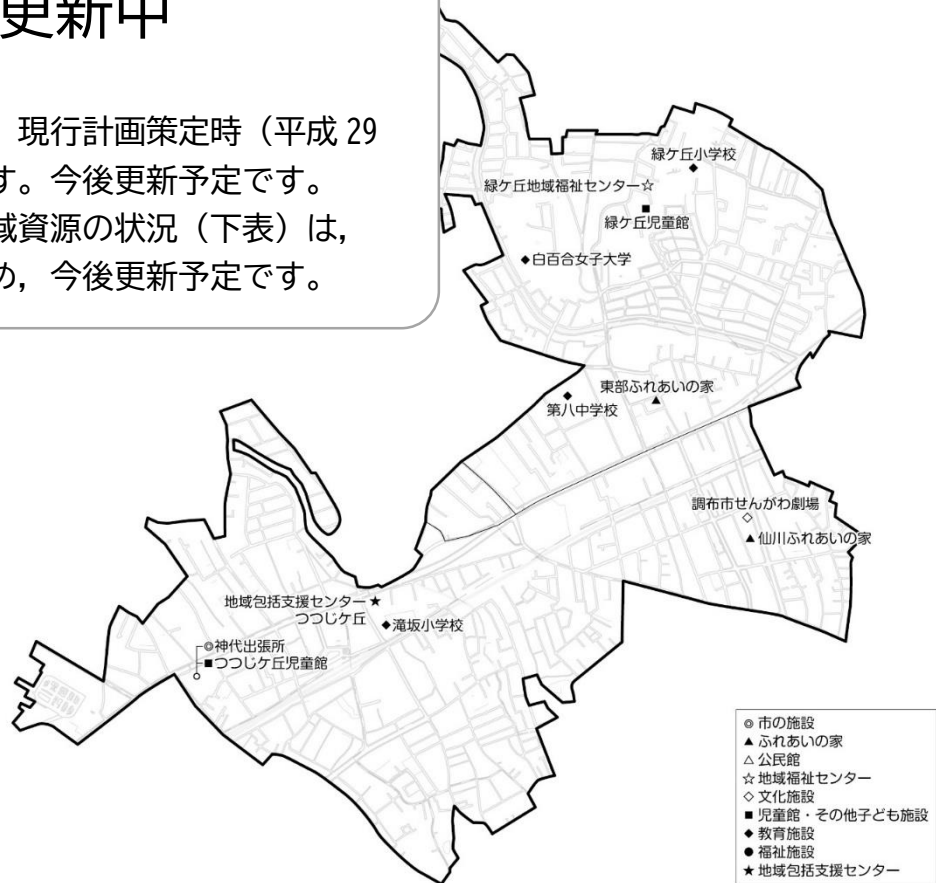 更新中
現行計画策定時（平成 29
す。今後更新予定です。
域資源の状況（下表）は，
め，今後更新予定です。
緑ケ丘小学校
◆
緑ケ丘地域福祉センター☆
■
緑ケ丘児童館
◆白百合女子大学
東部ふれあいの家
▲
◆
第八中学校
調布市せんがわ劇場
◇
▲仙川ふれあいの家
地域包括支援センター★
つつじケ丘
◆滝坂小学校
◎神代出張所
■つつじケ丘児童館
◎ 市の施設
▲ ふれあいの家
△ 公民館
☆ 地域福祉センター
◇ 文化施設
■ 児童館・その他子ども施設
◆ 教育施設
● 福祉施設
★ 地域包括支援センター